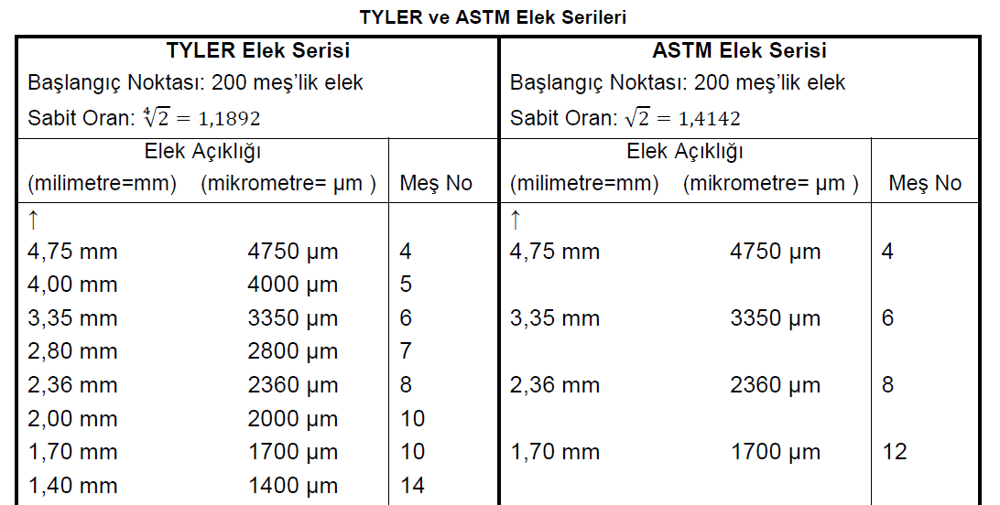 TYLER ve ASTM Elek Serileri
TYLER Elek Serisi ASTM Elek Serisi
Başlangıç Noktası: 200 meş’lik elek Başlangıç Noktası: 200 meş’lik elek
Sabit Oran: ∜2 = 1,1892 Sabit Oran: √2 = 1,4142
Elek Açıklığı Elek Açıklığı
(milimetre=mm) (mikrometre= µm ) Meş No (milimetre=mm) (mikrometre= µm ) Meş No
↑ ↑
4,75 mm 4750 µm 4 4,75 mm 4750 µm 4
4,00 mm 4000 µm 5
3,35 mm 3350 µm 6 3,35 mm 3350 µm 6
2,80 mm 2800 µm 7
2,36 mm 2360 µm 8 2,36 mm 2360 µm 8
2,00 mm 2000 µm 10
1,70 mm 1700 µm 10 1,70 mm 1700 µm 12
1,40 mm 1400 µm 14